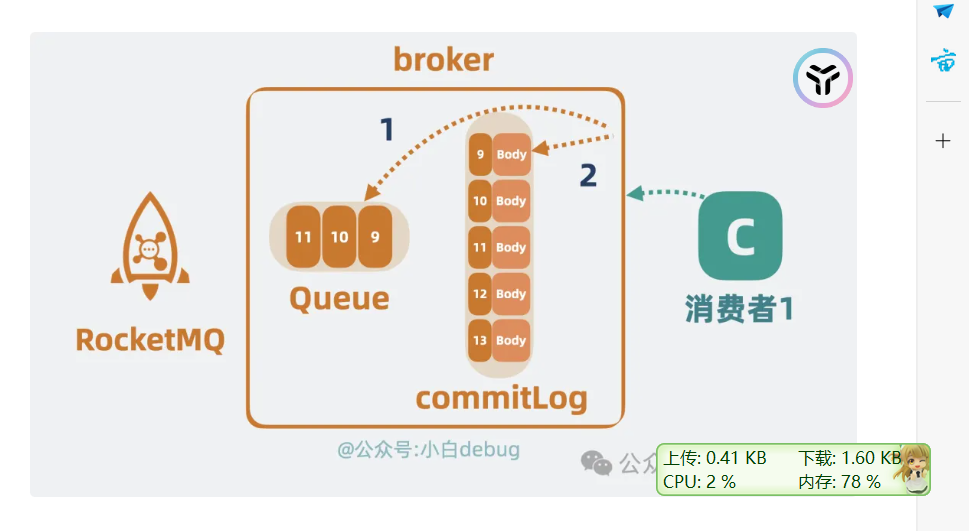 broker
1
2
9 Body
10 Body
11 Body
12 Body
13 Body
11 10 9
Queue
commitLog
RocketMQ
C
消费者1
@公众号:小白debug
公众
上传: 0.41 KB 下载: 1.60 KB
CPU: 2 % 内存: 78 %